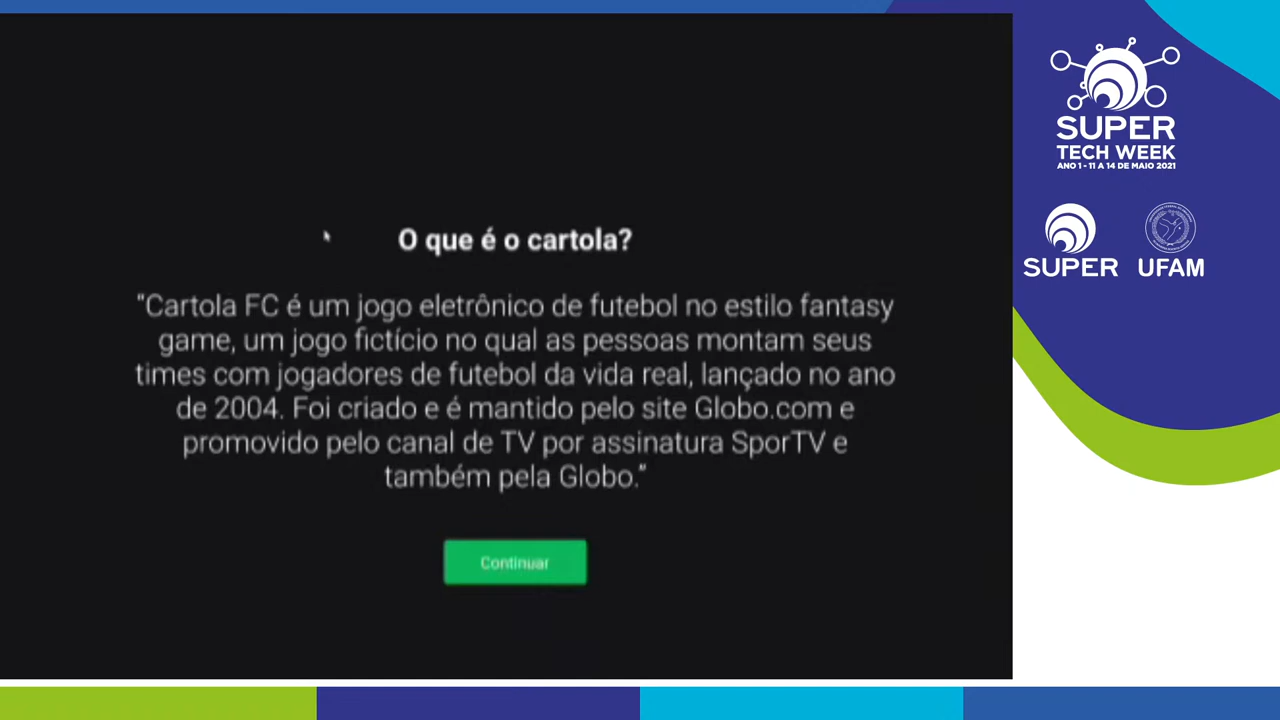 SUPER
TECH WEEK
ANO 1 - 11 A 14 DE MAIO 2021
SUPER
UFAM
O que é o cartola?
"Cartola FC é um jogo eletrônico de futebol no estilo fantasy
game, um jogo fictício no qual as pessoas montam seus
times com jogadores de futebol da vida real, lançado no ano
de 2004. Foi criado e é mantido pelo site Globo.com e
promovido pelo canal de TV por assinatura SporTV e
também pela Globo."
Continuar